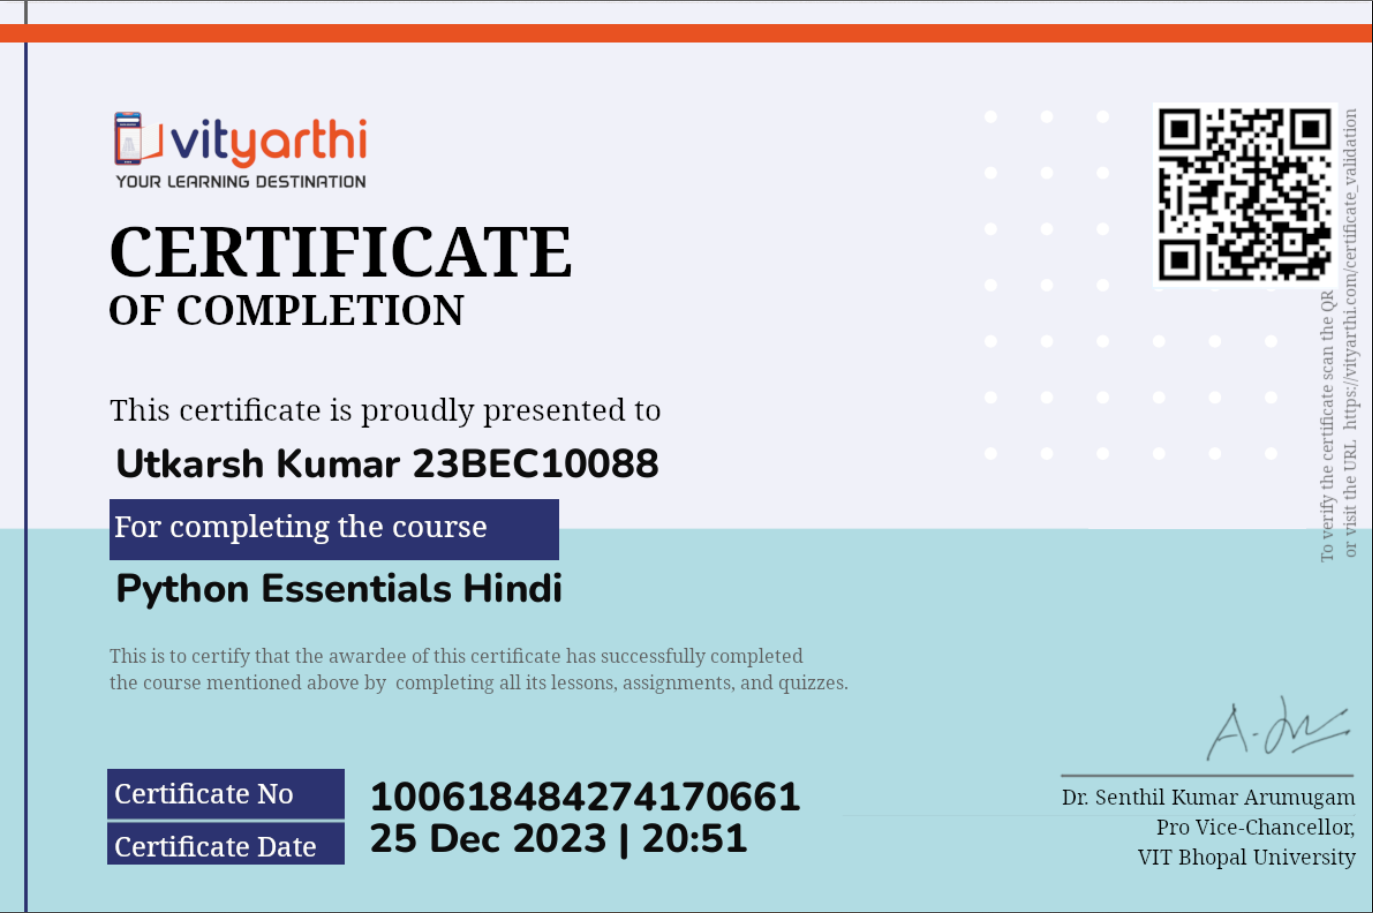 vityarthi
YOUR LEARNING DESTINATION
CERTIFICATE
OF COMPLETION
This certificate is proudly presented to
Utkarsh Kumar 23BEC10088
For completing the course
Python Essentials Hindi
This is to certify that the awardee of this certificate has successfully completed
the course mentioned above by completing all its lessons, assignments, and quizzes.
Certificate No
100618484274170661
Certificate Date
25 Dec 2023 | 20:51
Dr. Senthil Kumar Arumugam
Pro Vice-Chancellor,
VIT Bhopal University
To verify the certificate scan the QR
or visit the URL https://vityarthi.com/certificate_validation